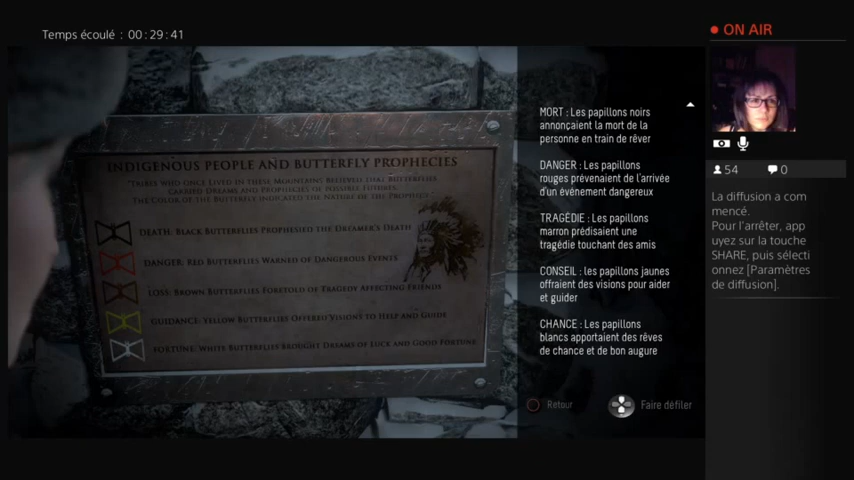 Temps écoulé : 00:29:41
ON AIR
INDIGENOUS PEOPLE AND BUTTERFLY PROPHECIES
"TRIBES WHO ONCE LIVED IN THESE MOUNTAINS BELIEVED THAT BUTTERFLIES
CARRIED DREAMS AND PROPHECIES OF POSSIBLE FUTURES.
THE COLOR OF THE BUTTERFLY INDICATED THE NATURE OF THE PROPHECY"
DEATH: BLACK BUTTERFLIES PROPHESIED THE DREAMER'S DEATH
DANGER: RED BUTTERFLIES WARNED OF DANGEROUS EVENTS
LOSS: BROWN BUTTERFLIES FORETOLD OF TRAGEDY AFFECTING FRIENDS
GUIDANCE: YELLOW BUTTERFLIES OFFERED VISIONS TO HELP AND GUIDE
FORTUNE: WHITE BUTTERFLIES BROUGHT DREAMS OF LUCK AND GOOD FORTUNE
MORT : Les papillons noirs
annonçaient la mort de la
personne en train de rêver
DANGER : Les papillons
rouges prévenaient de l'arrivée
d'un événement dangereux
TRAGÉDIE : Les papillons
marron prédisaient une
tragédie touchant des amis
CONSEIL : les papillons jaunes
offraient des visions pour aider
et guider
CHANCE : Les papillons
blancs apportaient des rêves
de chance et de bon augure
Retour
Faire défiler
54
0
La diffusion a com
mencé.
Pour l'arrêter, app
uyez sur la touche
SHARE, puis sélecti
onnez [Paramètres
de diffusion].